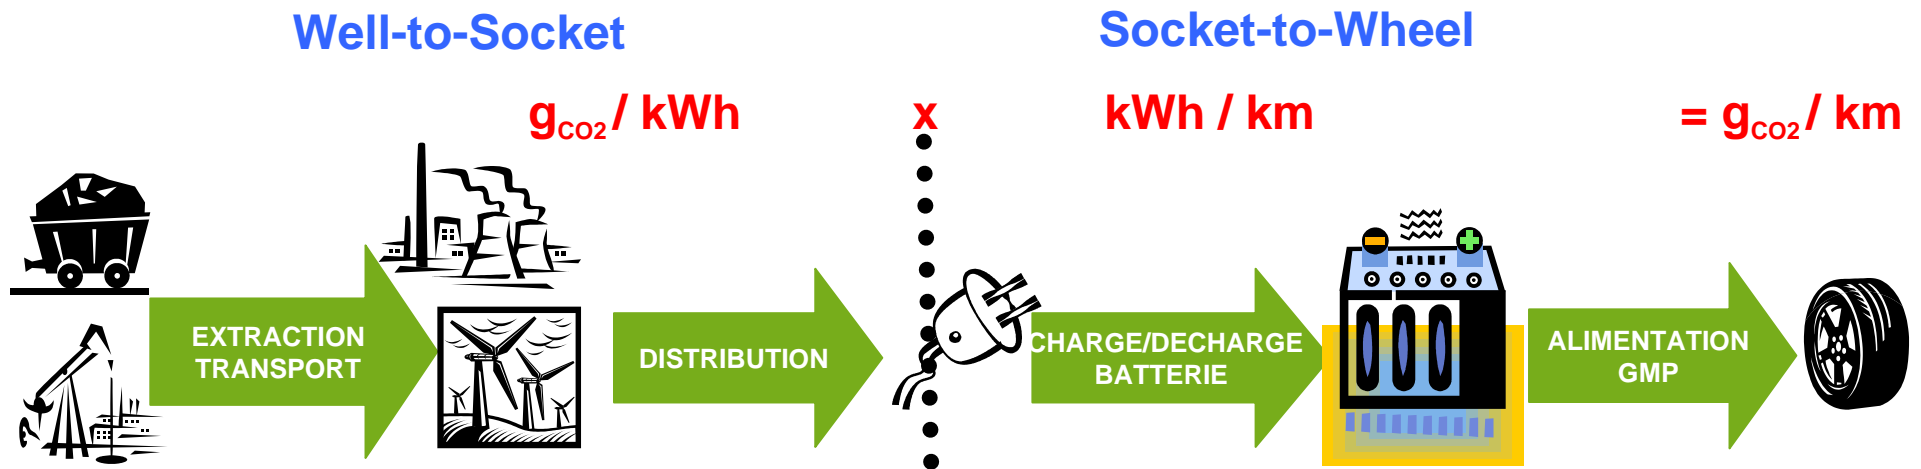 Well-to-Socket
Socket-to-Wheel
gCO2 / kWh
x
kWh / km
= gCO2 / km
EXTRACTION
TRANSPORT
DISTRIBUTION
CHARGE/DECHARGE
BATTERIE
ALIMENTATION
GMP